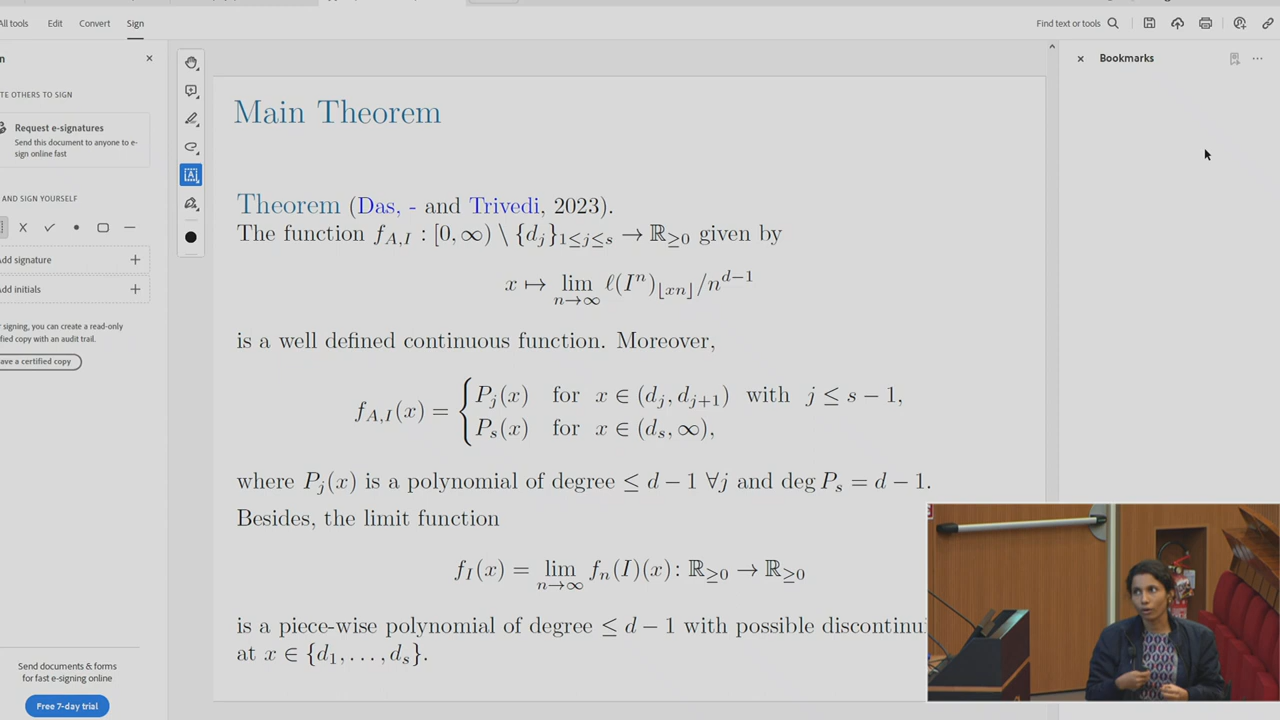 All tools Edit Convert Sign
Find text or tools
OTHERS TO SIGN
Request e-signatures
Send this document to anyone to e-
sign online fast
AND SIGN YOURSELF
Add signature
Add initials
signing, you can create a read-only
copy with an audit trail.
a certified copy
Send documents & forms
for fast e-signing online
Free 7-day trial
Bookmarks
Main Theorem
Theorem (Das, - and Trivedi, 2023).
The function f_{A,I} : [0, ∞) \ {d_j}_{1≤j≤s} → ℝ_{≥0} given by
x ↦ lim_{n→∞} ℓ(I^n)_{⌊xn⌋}/n^{d−1}
is a well defined continuous function. Moreover,
f_{A,I}(x) = { P_j(x) for x ∈ (d_j, d_{j+1}) with j ≤ s − 1,
P_s(x) for x ∈ (d_s, ∞),
where P_j(x) is a polynomial of degree ≤ d − 1 ∀j and deg P_s = d − 1.
Besides, the limit function
f_I(x) = lim_{n→∞} f_n(I)(x): ℝ_{≥0} → ℝ_{≥0}
is a piece-wise polynomial of degree ≤ d − 1 with possible discontinu
at x ∈ {d_1, . . . , d_s}.